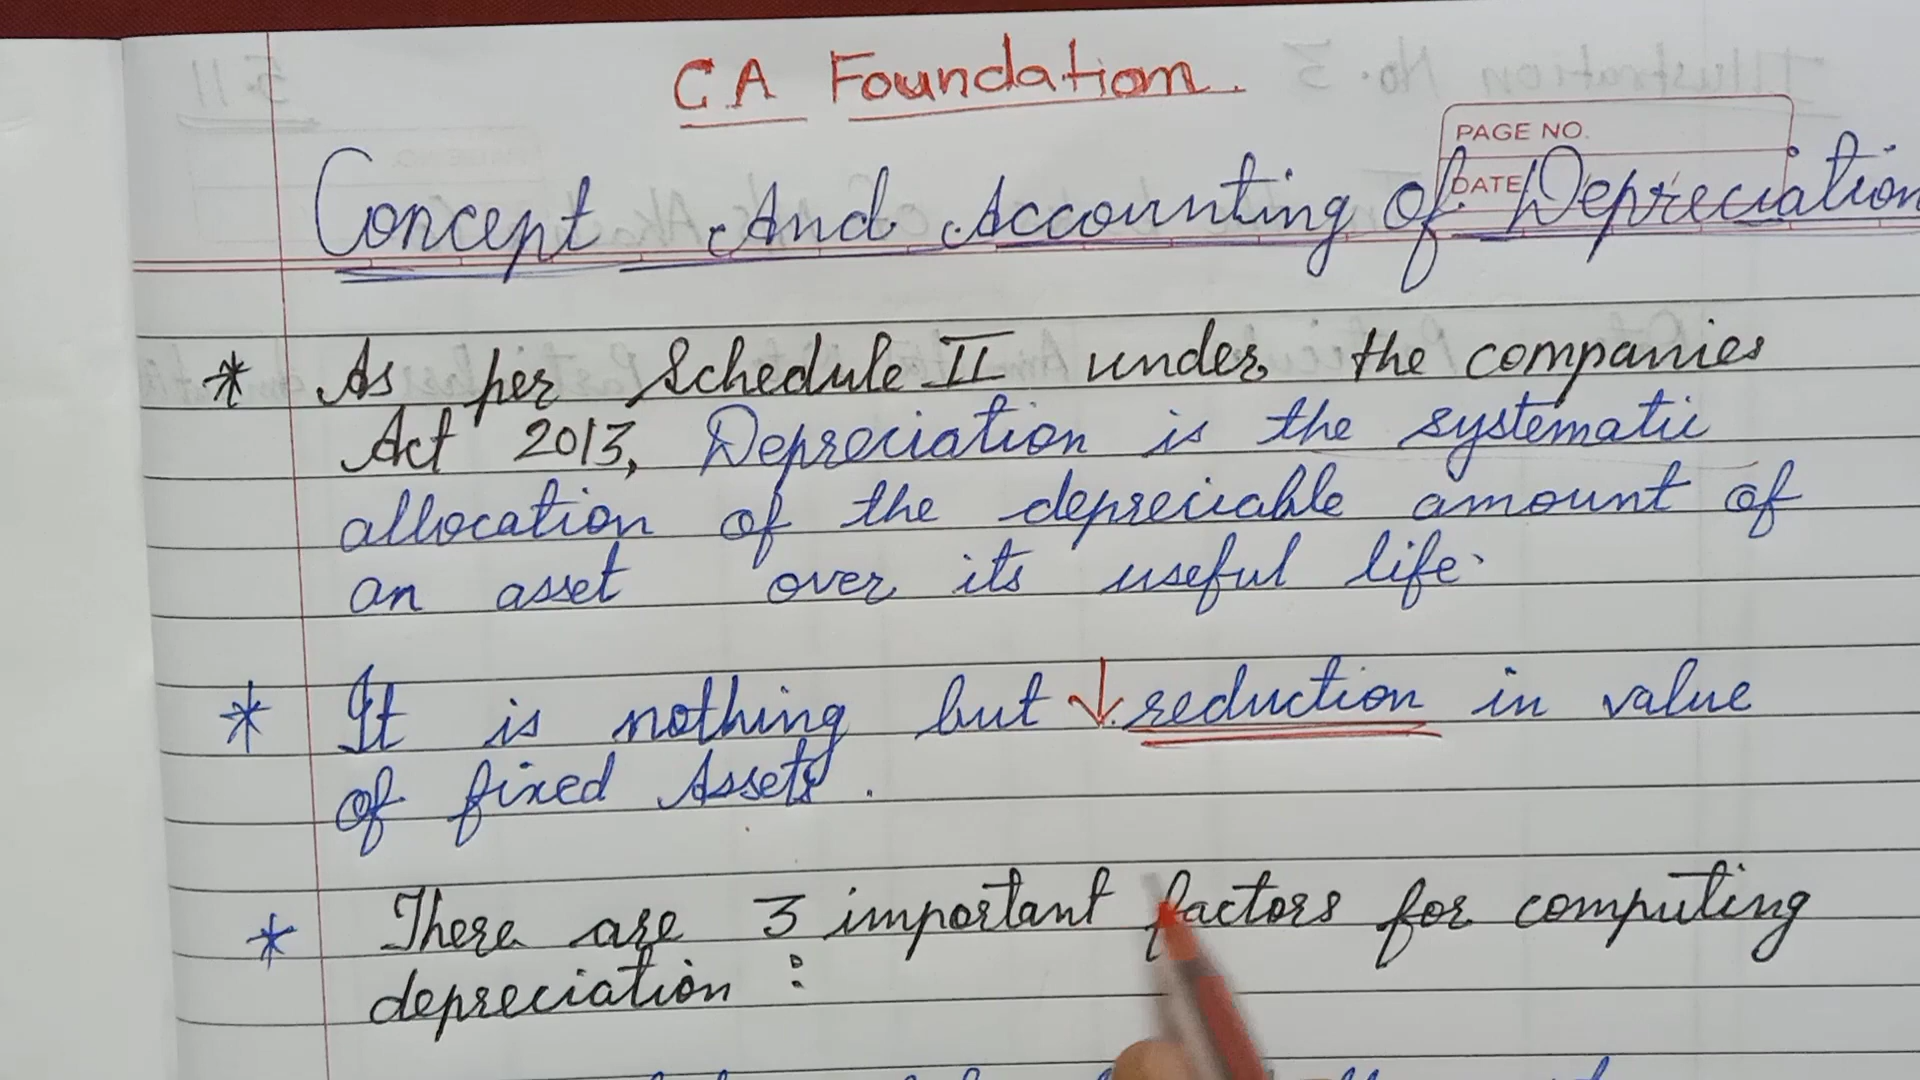 CA Foundation.
PAGE NO.
DATE
Concept And Accounting of Depreciation
* As per Schedule II under the companies
Act 2013, Depreciation is the systematic
allocation of the depreciable amount of
an asset over its useful life.
* It is nothing but ↓ reduction in value
of fixed Assets.
* There are 3 important factors for computing
depreciation :